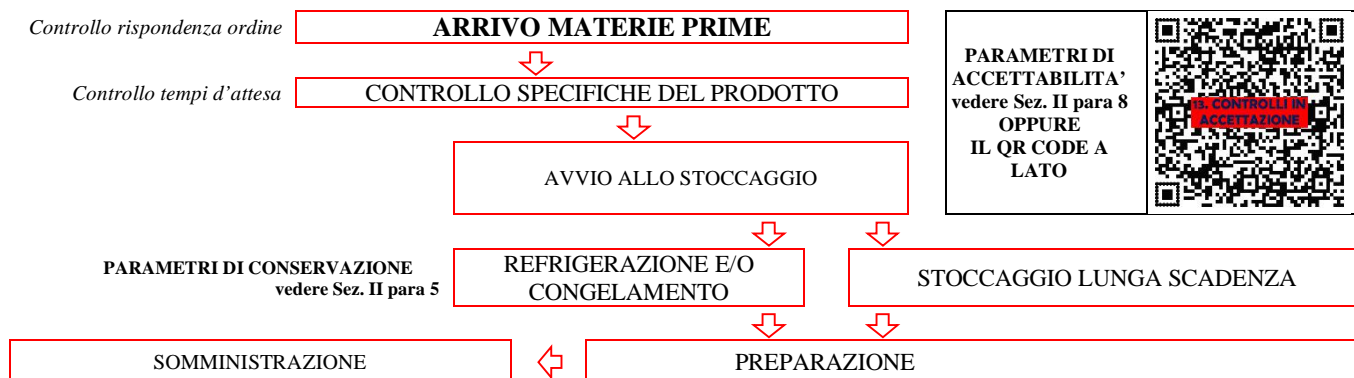 Controllo rispondenza ordine
ARRIVO MATERIE PRIME
Controllo tempi d'attesa
CONTROLLO SPECIFICHE DEL PRODOTTO
AVVIO ALLO STOCCAGGIO
PARAMETRI DI
ACCETTABILITA'
vedere Sez. II para 8
OPPURE
IL QR CODE A
LATO
13. CONTROLLI IN
ACCETTAZIONE
PARAMETRI DI CONSERVAZIONE
vedere Sez. II para 5
REFRIGERAZIONE E/O
CONGELAMENTO
STOCCAGGIO LUNGA SCADENZA
SOMMINISTRAZIONE
PREPARAZIONE